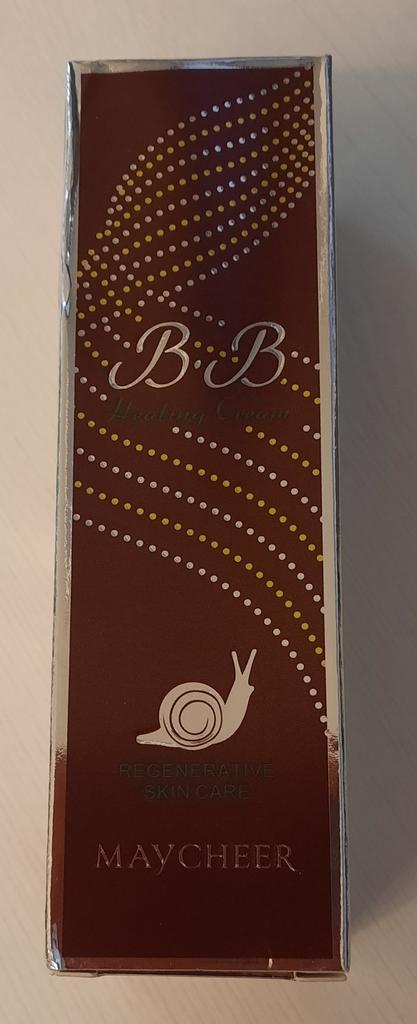 B.B
Healing Cream
REGENERATIVE
SKIN CARE
MAYCHEER